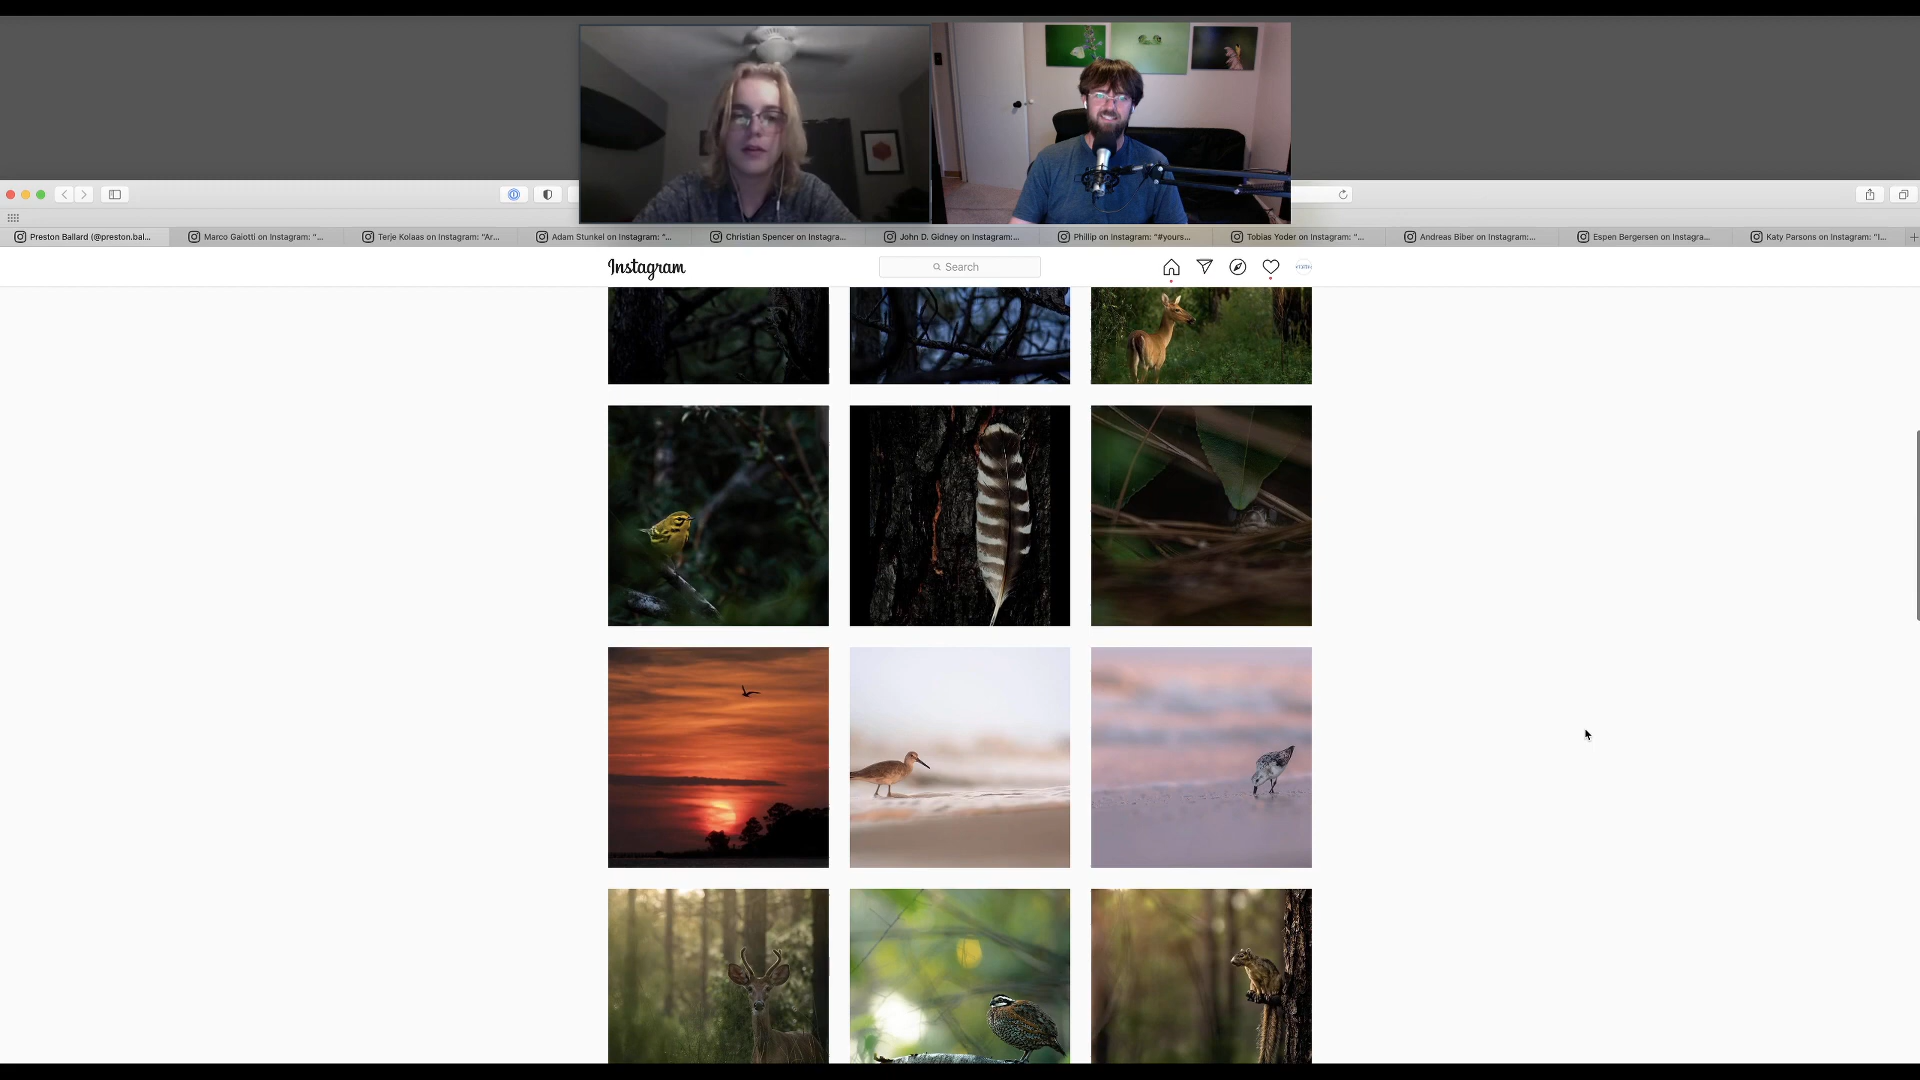 Preston Ballard (@preston.bal...
Marco Gaiotti on Instagram: "...
Terje Kolaas on Instagram: "Ar...
Adam Stunkel on Instagram: "...
Christian Spencer on Instagra...
John D. Gidney on Instagram:...
Phillip on Instagram: "#yours...
Tobias Yoder on Instagram: "...
Andreas Biber on Instagram:...
Espen Bergersen on Instagra...
Katy Parsons on Instagram: "I...
Instagram
Search